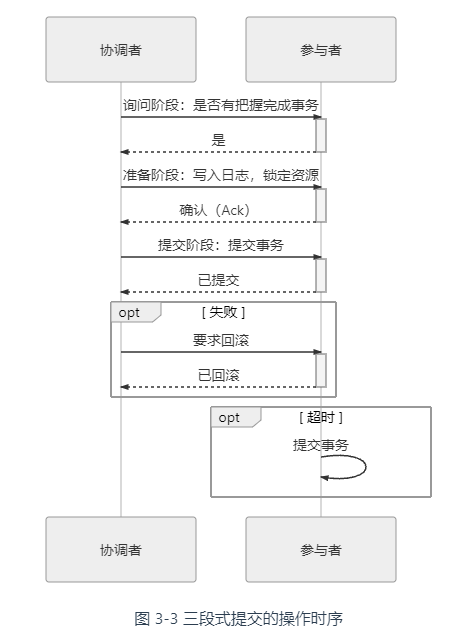 协调者
参与者
询问阶段：是否有把握完成事务
是
准备阶段：写入日志，锁定资源
确认（Ack）
提交阶段：提交事务
已提交
opt
[ 失败 ]
要求回滚
已回滚
opt
[ 超时 ]
提交事务
协调者
参与者
图 3-3 三段式提交的操作时序